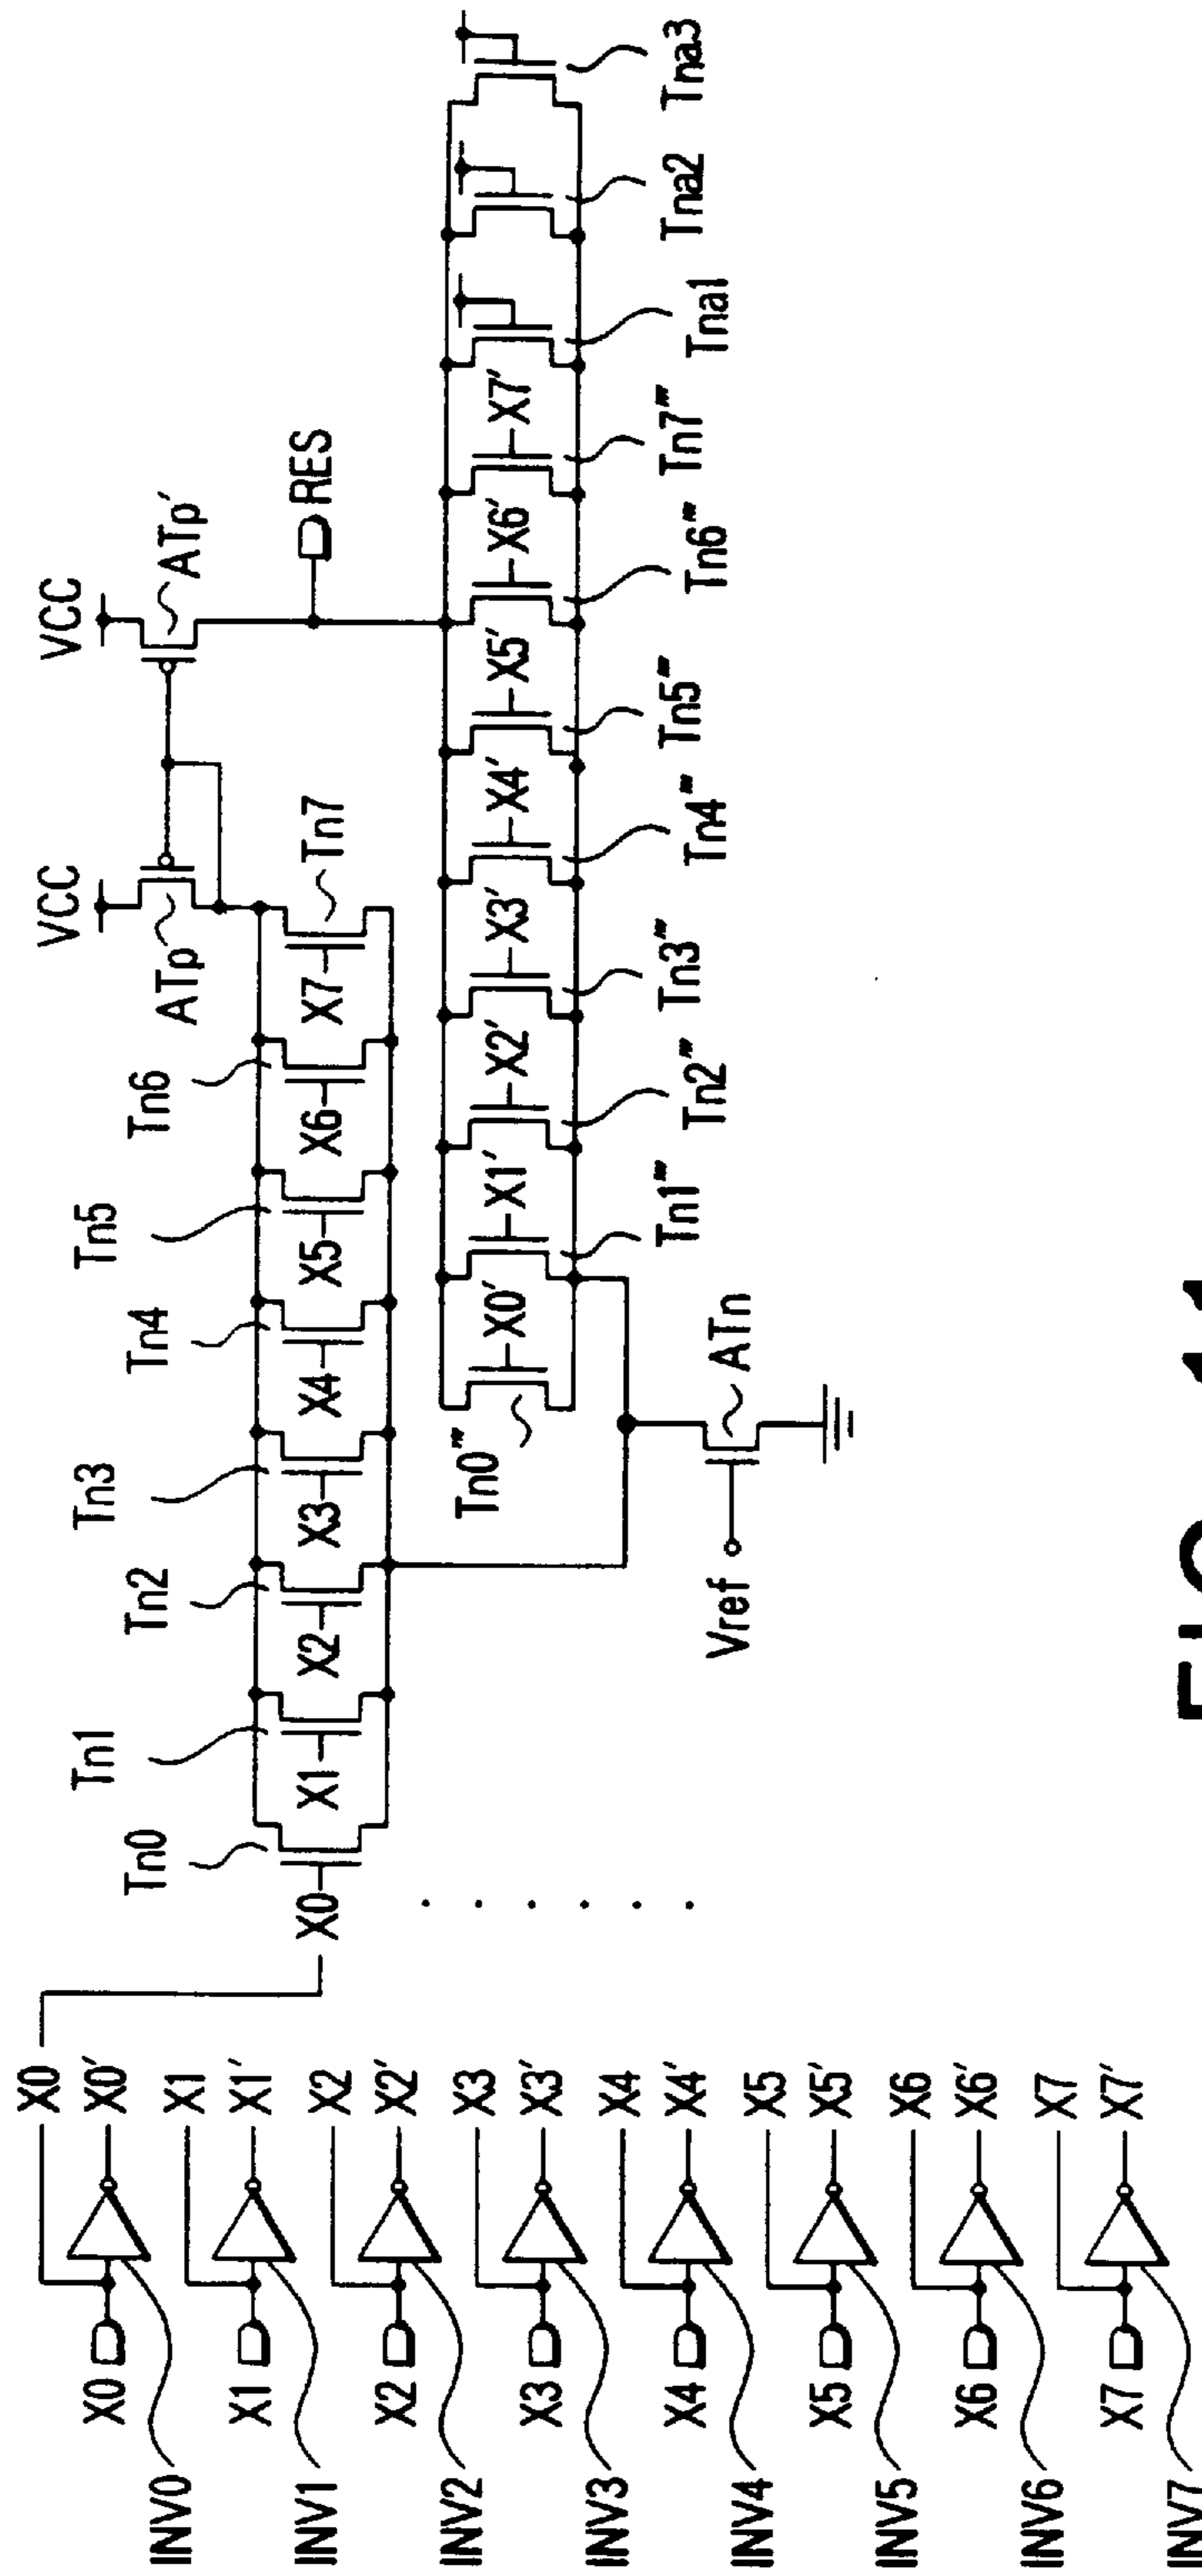 X0 INV0 X0 X0'
X1 INV1 X1 X1'
X2 INV2 X2 X2'
X3 INV3 X3 X3'
X4 INV4 X4 X4'
X5 INV5 X5 X5'
X6 INV6 X6 X6'
X7 INV7 X7 X7'
VCC VCC
ATp ATp'
RES
Tn0 Tn1 Tn2 Tn3 Tn4 Tn5 Tn6 Tn7
X0 X1 X2 X3 X4 X5 X6 X7
X0' X1' X2' X3' X4' X5' X6' X7'
Tn0''' Tn1''' Tn2''' Tn3''' Tn4''' Tn5''' Tn6''' Tn7''' Tna1 Tna2 Tna3
Vref ATn